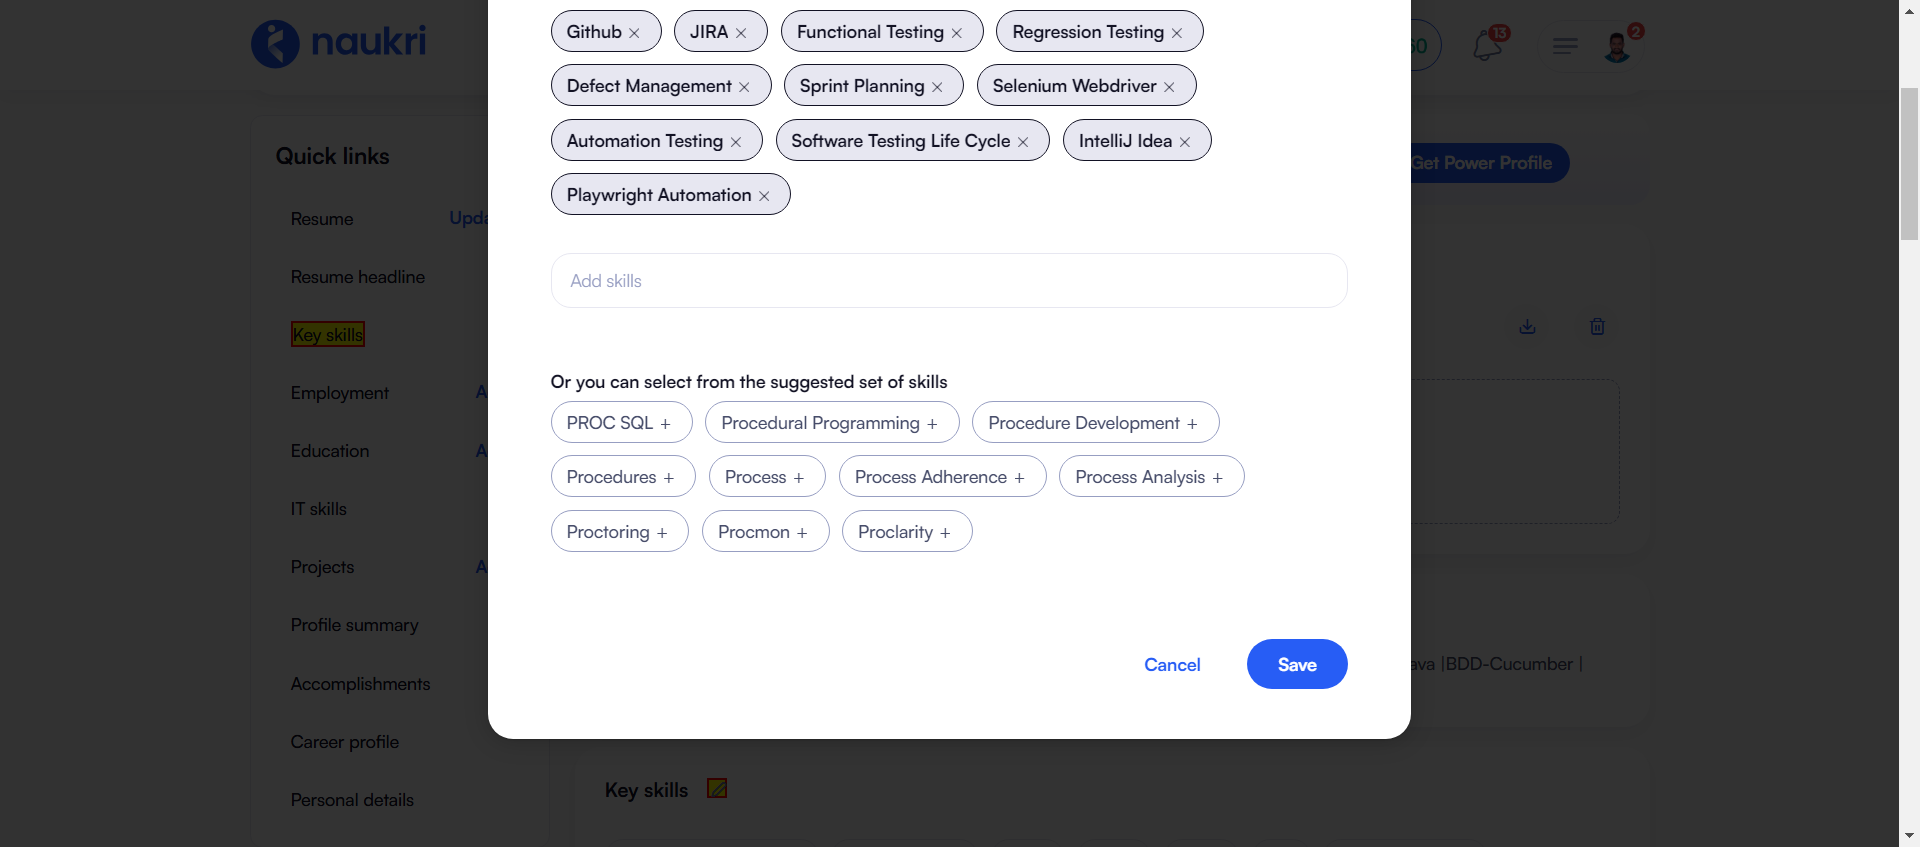 naukri
60
13
2
Github × JIRA × Functional Testing × Regression Testing ×
Defect Management × Sprint Planning × Selenium Webdriver ×
Automation Testing × Software Testing Life Cycle × IntelliJ Idea ×
Playwright Automation ×
Get Power Profile
Quick links
Resume
Upda
Resume headline
Key skills
Employment
A
Education
A
IT skills
Projects
A
Profile summary
Accomplishments
Career profile
Personal details
Add skills
Or you can select from the suggested set of skills
PROC SQL + Procedural Programming + Procedure Development +
Procedures + Process + Process Adherence + Process Analysis +
Proctoring + Procmon + Proclarity +
Cancel Save
ava |BDD-Cucumber |
Key skills